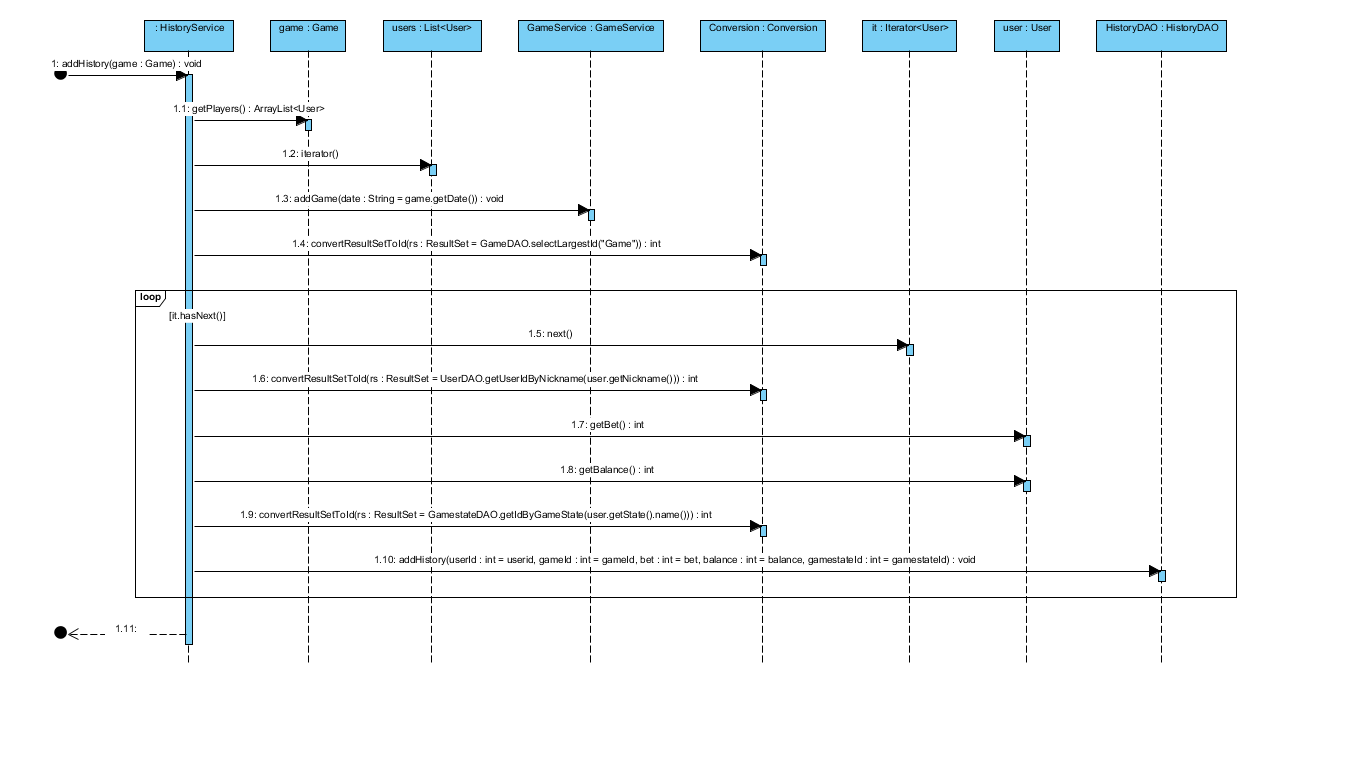 : HistoryService
game : Game
users : List<User>
GameService : GameService
Conversion : Conversion
it : Iterator<User>
user : User
HistoryDAO : HistoryDAO
1: addHistory(game : Game) : void
1.1: getPlayers() : ArrayList<User>
1.2: iterator()
1.3: addGame(date : String = game.getDate()) : void
1.4: convertResultSetToId(rs : ResultSet = GameDAO.selectLargestId("Game")) : int
loop
[it.hasNext()]
1.5: next()
1.6: convertResultSetToId(rs : ResultSet = UserDAO.getUserIdByNickname(user.getNickname())) : int
1.7: getBet() : int
1.8: getBalance() : int
1.9: convertResultSetToId(rs : ResultSet = GamestateDAO.getIdByGameState(user.getState().name())) : int
1.10: addHistory(userId : int = userid, gameId : int = gameId, bet : int = bet, balance : int = balance, gamestateId : int = gamestateId) : void
1.11: